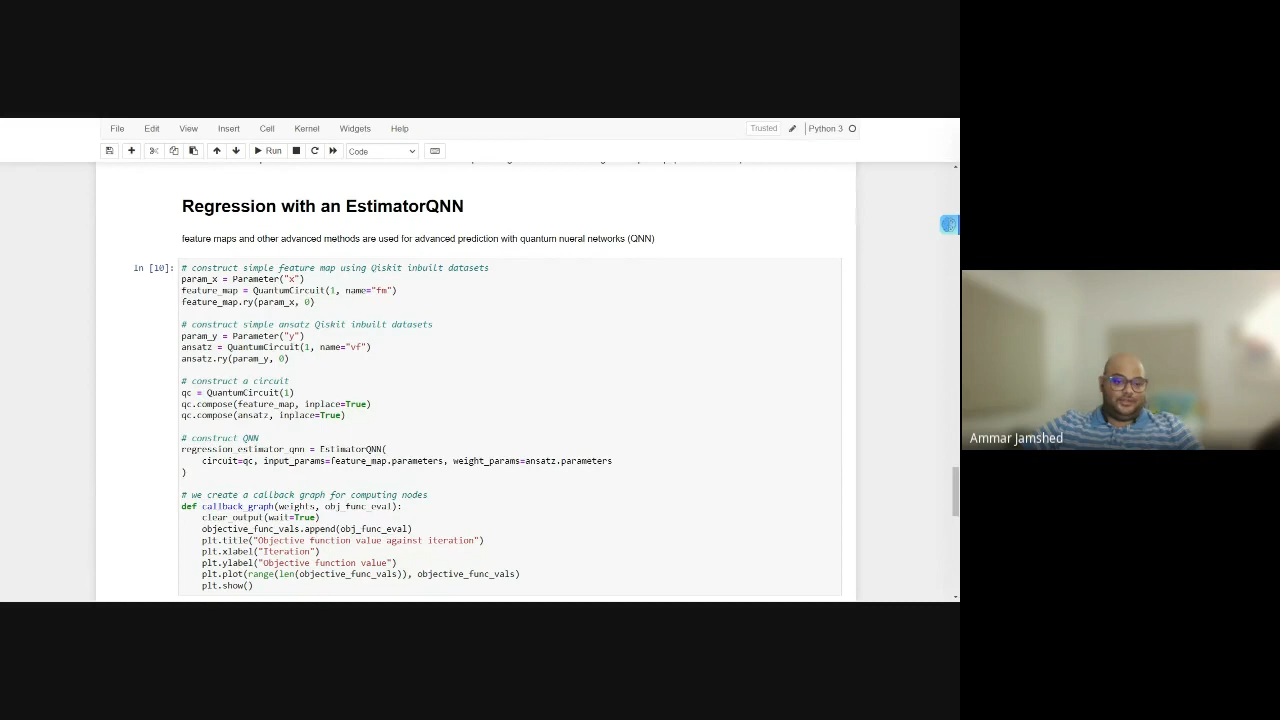 File Edit View Insert Cell Kernel Widgets Help Trusted Python 3
Run Code
Regression with an EstimatorQNN
feature maps and other advanced methods are used for advanced prediction with quantum nueral networks (QNN)
In [10]:
# construct simple feature map using Qiskit inbuilt datasets
param_x = Parameter("x")
feature_map = QuantumCircuit(1, name="fm")
feature_map.ry(param_x, 0)
# construct simple ansatz Qiskit inbuilt datasets
param_y = Parameter("y")
ansatz = QuantumCircuit(1, name="vf")
ansatz.ry(param_y, 0)
# construct a circuit
qc = QuantumCircuit(1)
qc.compose(feature_map, inplace=True)
qc.compose(ansatz, inplace=True)
# construct QNN
regression_estimator_qnn = EstimatorQNN(
circuit=qc, input_params=feature_map.parameters, weight_params=ansatz.parameters
)
# we create a callback graph for computing nodes
def callback_graph(weights, obj_func_eval):
clear_output(wait=True)
objective_func_vals.append(obj_func_eval)
plt.title("Objective function value against iteration")
plt.xlabel("Iteration")
plt.ylabel("Objective function value")
plt.plot(range(len(objective_func_vals)), objective_func_vals)
plt.show()
Ammar Jamshed